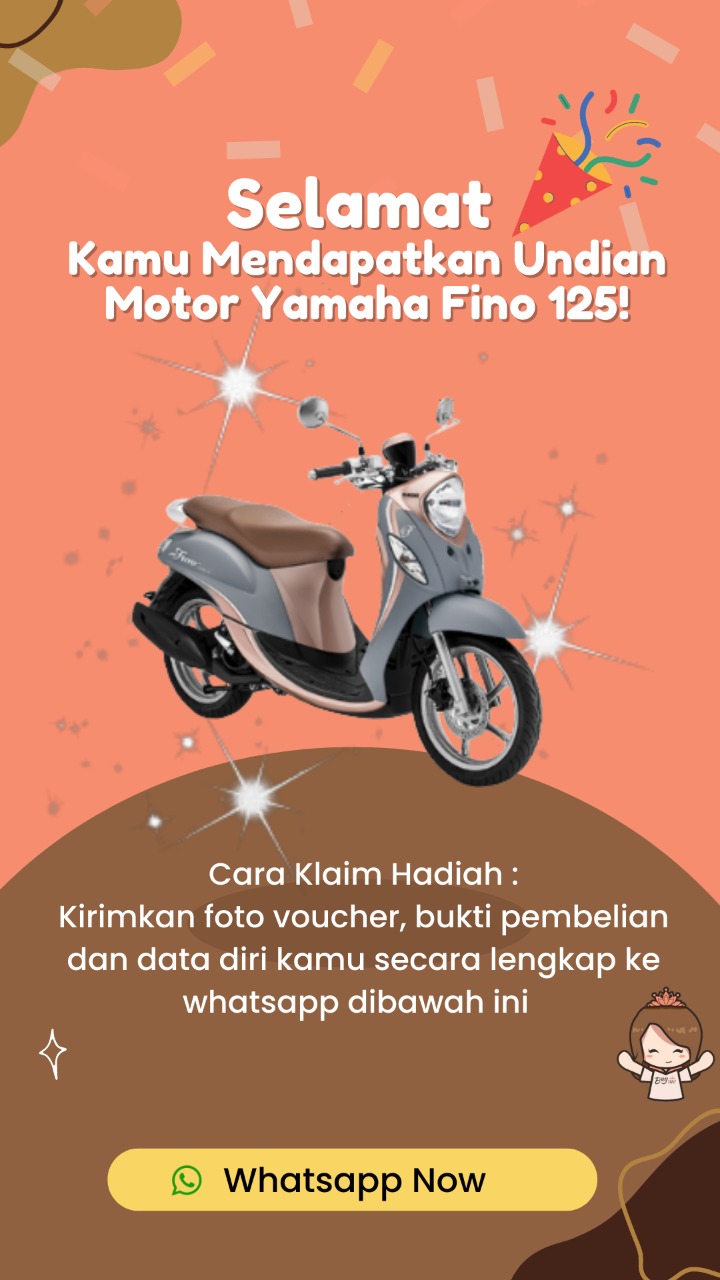 Selamat
Kamu Mendapatkan Undian
Motor Yamaha Fino 125!
Fino
Cara Klaim Hadiah :
Kirimkan foto voucher, bukti pembelian
dan data diri kamu secara lengkap ke
whatsapp dibawah ini
Whatsapp Now